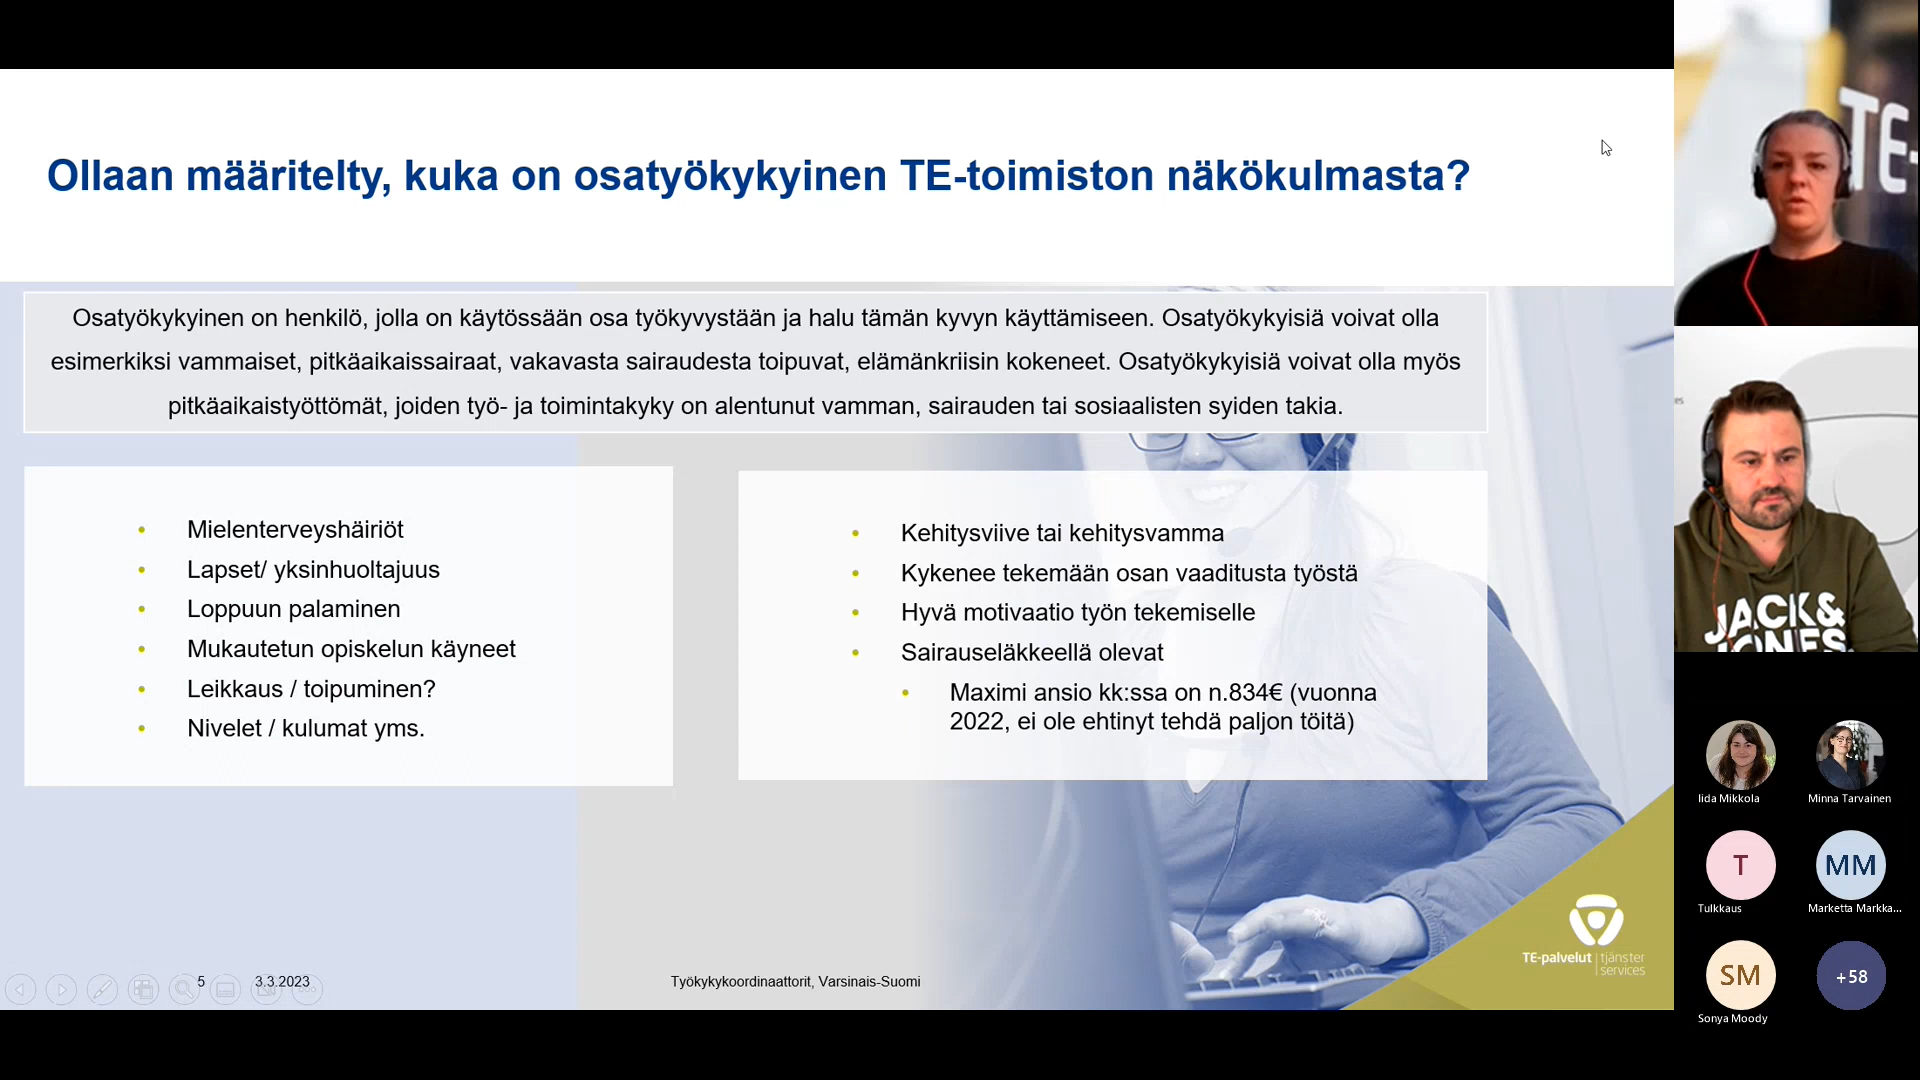 Ollaan määritelty, kuka on osatyökykyinen TE-toimiston näkökulmasta?
Osatyökykyinen on henkilö, jolla on käytössään osa työkyvystään ja halu tämän kyvyn käyttämiseen. Osatyökykyisiä voivat olla
esimerkiksi vammaiset, pitkäaikaissairaat, vakavasta sairaudesta toipuvat, elämänkriisin kokeneet. Osatyökykyisiä voivat olla myös
pitkäaikaistyöttömät, joiden työ- ja toimintakyky on alentunut vamman, sairauden tai sosiaalisten syiden takia.
• Mielenterveyshäiriöt
• Lapset/ yksinhuoltajuus
• Loppuun palaminen
• Mukautetun opiskelun käyneet
• Leikkaus / toipuminen?
• Nivelet / kulumat yms.
• Kehitysviive tai kehitysvamma
• Kykenee tekemään osan vaaditusta työstä
• Hyvä motivaatio työn tekemiselle
• Sairauseläkkeellä olevat
• Maximi ansio kk:ssa on n.834€ (vuonna
2022, ei ole ehtinyt tehdä paljon töitä)
5
3.3.2023
Työkykykoordinaattorit, Varsinais-Suomi
TE-palvelut | tjänster
services
TE-
JACK &
JONES
Iida Mikkola
Minna Tarvainen
T
MM
Tulkkaus
Marketta Markka...
SM
+58
Sonya Moody